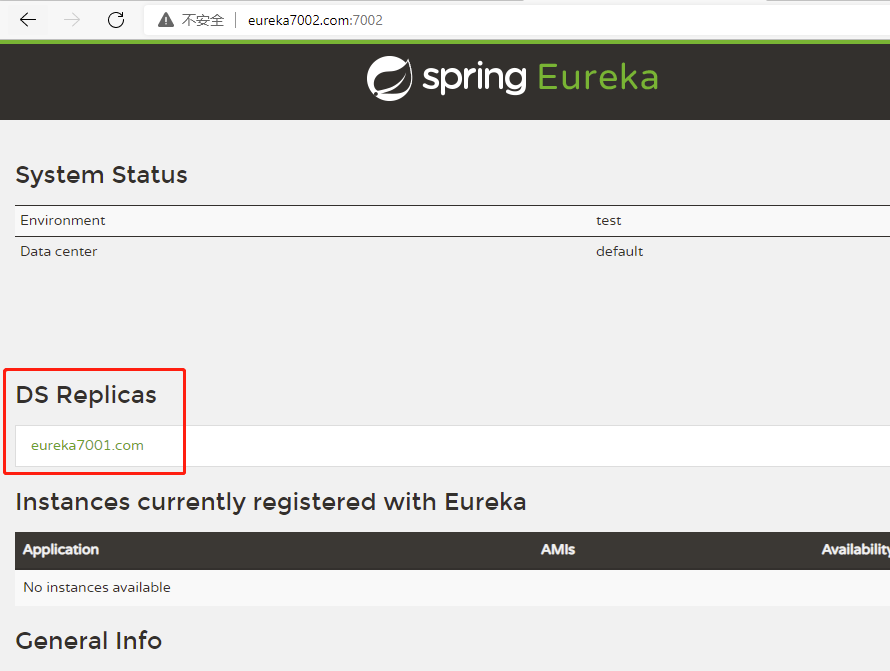 不安全 eureka7002.com:7002
spring Eureka
System Status
Environment test
Data center default
DS Replicas
eureka7001.com
Instances currently registered with Eureka
Application AMIs Availability
No instances available
General Info